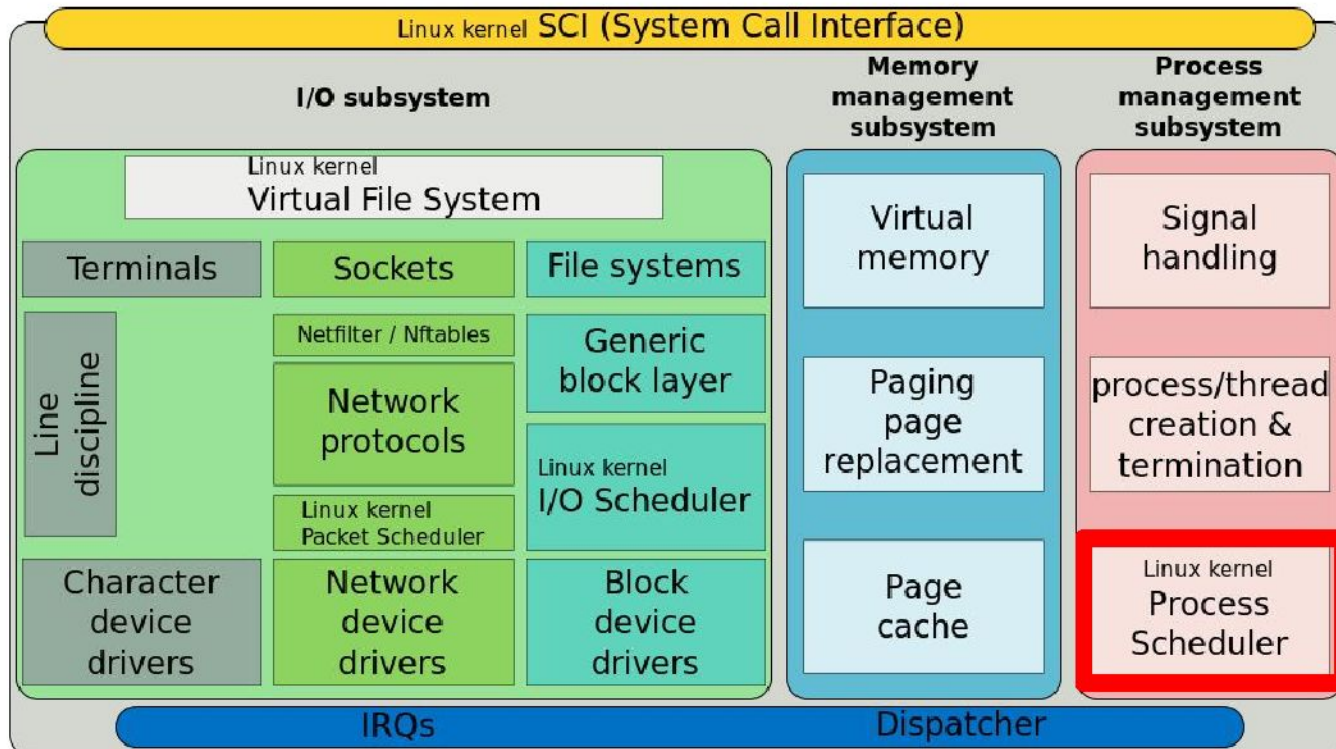 Linux kernel SCI (System Call Interface)
I/O subsystem
Memory
management
subsystem
Process
management
subsystem
Linux kernel
Virtual File System
Terminals
Sockets
File systems
Line
discipline
Netfilter / Nftables
Network
protocols
Linux kernel
Packet Scheduler
Generic
block layer
Linux kernel
I/O Scheduler
Character
device
drivers
Network
device
drivers
Block
device
drivers
Virtual
memory
Paging
page
replacement
Page
cache
Signal
handling
process/thread
creation &
termination
Linux kernel
Process
Scheduler
IRQs
Dispatcher